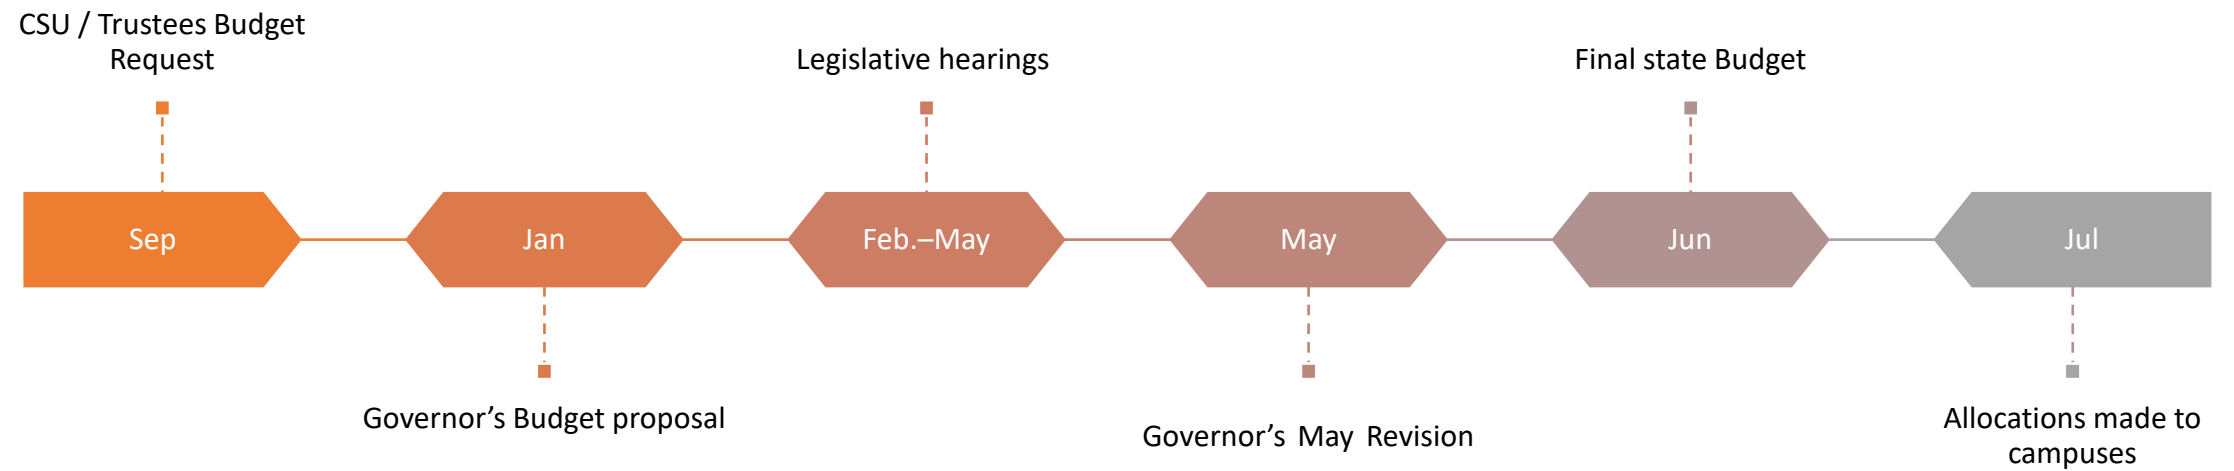 CSU / Trustees Budget
Request
Legislative hearings
Final state Budget
Sep
Jan
Feb.–May
May
Jun
Jul
Governor’s Budget proposal
Governor’s May Revision
Allocations made to
campuses